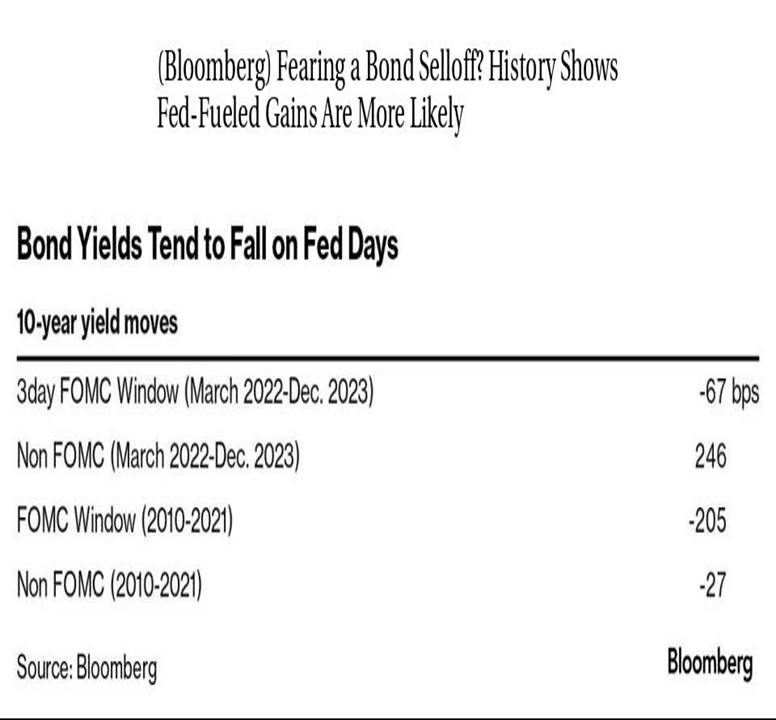 (Bloomberg) Fearing a Bond Selloff? History Shows
Fed-Fueled Gains Are More Likely
Bond Yields Tend to Fall on Fed Days
10-year yield moves
3day FOMC Window (March 2022-Dec. 2023) -67 bps
Non FOMC (March 2022-Dec. 2023) 246
FOMC Window (2010-2021) -205
Non FOMC (2010-2021) -27
Source: Bloomberg Bloomberg